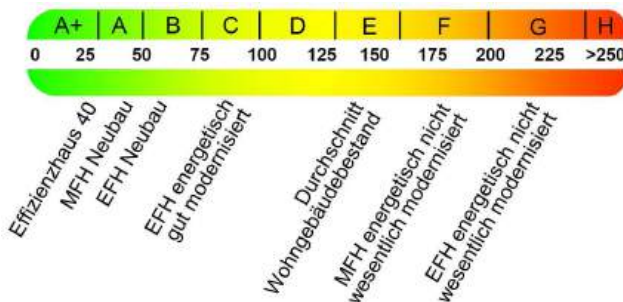 A+ A B C D E F G H
0 25 50 75 100 125 150 175 200 225 >250
Effizienzhaus 40
MFH Neubau
EFH Neubau
EFH energetisch
gut modernisiert
Durchschnitt
Wohngebäudebestand
MFH energetisch nicht
wesentlich modernisiert
EFH energetisch nicht
wesentlich modernisiert